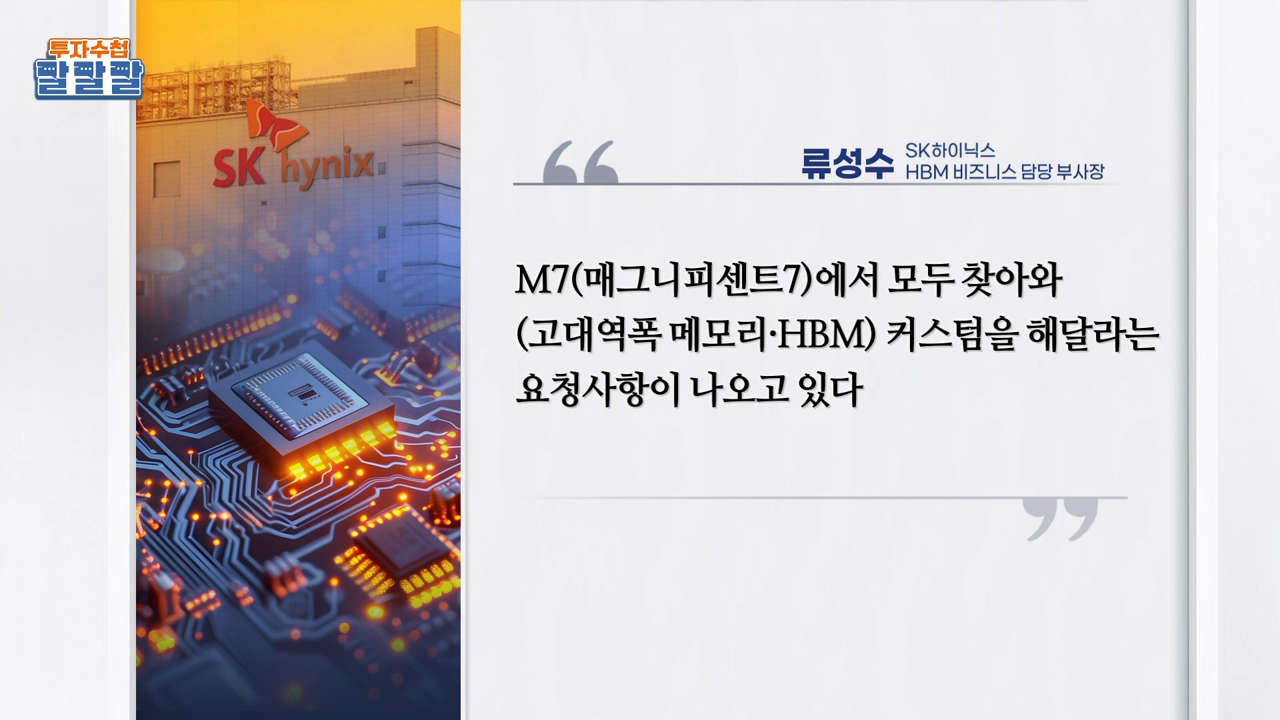 투자수첩
팔팔팔
SK hynix
류성수
SK하이닉스
HBM 비즈니스 담당 부사장
M7(매그니피센트7)에서 모두 찾아와
(고대역폭 메모리·HBM) 커스텀을 해달라는
요청사항이 나오고 있다